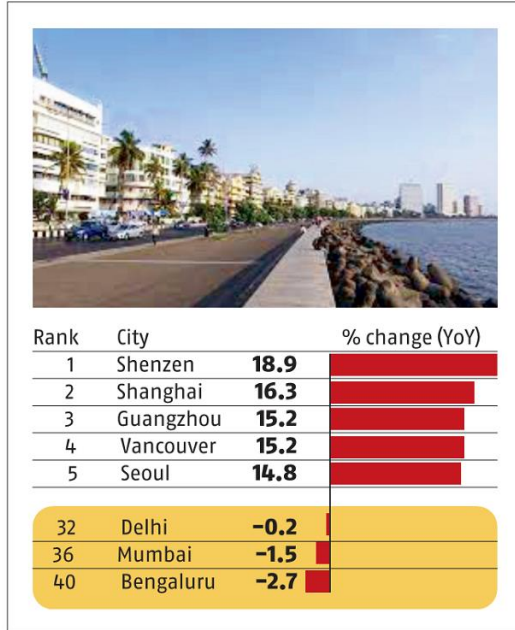 Rank City % change (YoY)
1 Shenzen 18.9
2 Shanghai 16.3
3 Guangzhou 15.2
4 Vancouver 15.2
5 Seoul 14.8
32 Delhi -0.2
36 Mumbai -1.5
40 Bengaluru -2.7